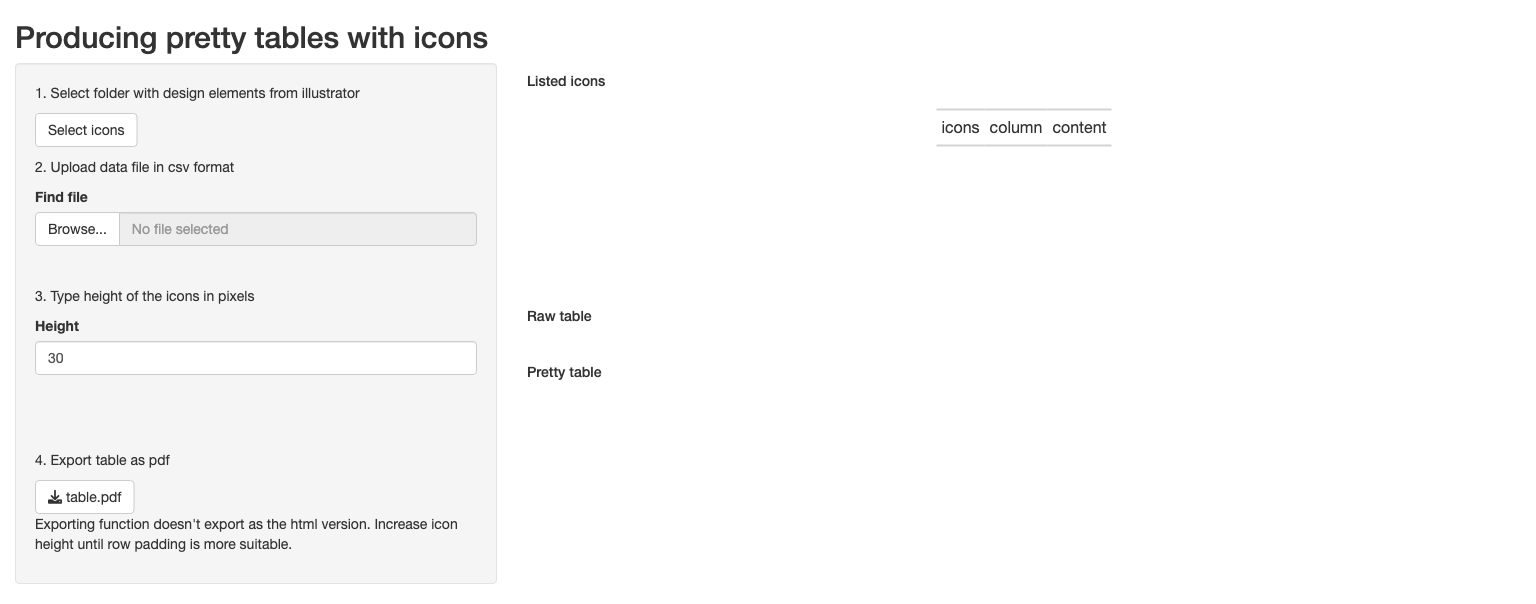 Producing pretty tables with icons
1. Select folder with design elements from illustrator
Select icons
2. Upload data file in csv format
Find file
Browse... No file selected
3. Type height of the icons in pixels
Height
30
4. Export table as pdf
table.pdf
Exporting function doesn't export as the html version. Increase icon
height until row padding is more suitable.
Listed icons
icons column content
Raw table
Pretty table